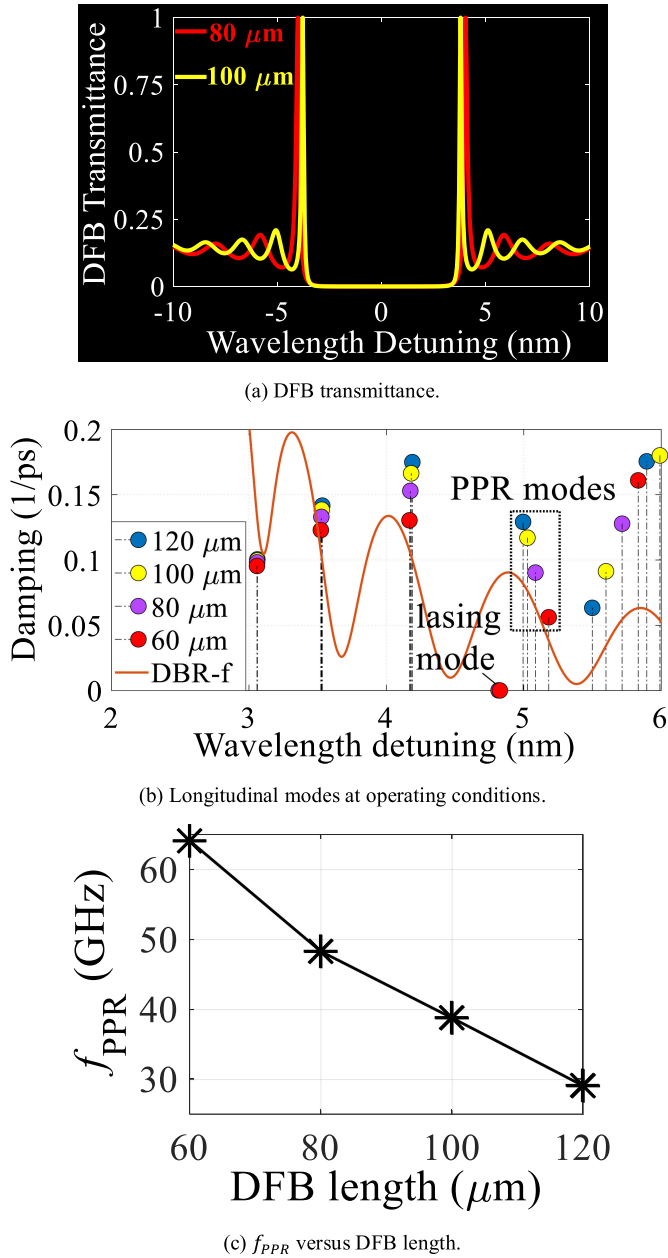 DFB Transmittance
1
0.75
0.5
0.25
0
80 μm
100 μm
-10
-5
0
5
10
Wavelength Detuning (nm)
(a) DFB transmittance.
Damping (1/ps)
0.2
0.15
0.1
0.05
0
120 μm
100 μm
80 μm
60 μm
DBR-f
PPR modes
lasing
mode
2
3
4
5
6
Wavelength detuning (nm)
(b) Longitudinal modes at operating conditions.
f_PPR (GHz)
60
50
40
30
60
80
100
120
DFB length (μm)
(c) f_PPR versus DFB length.